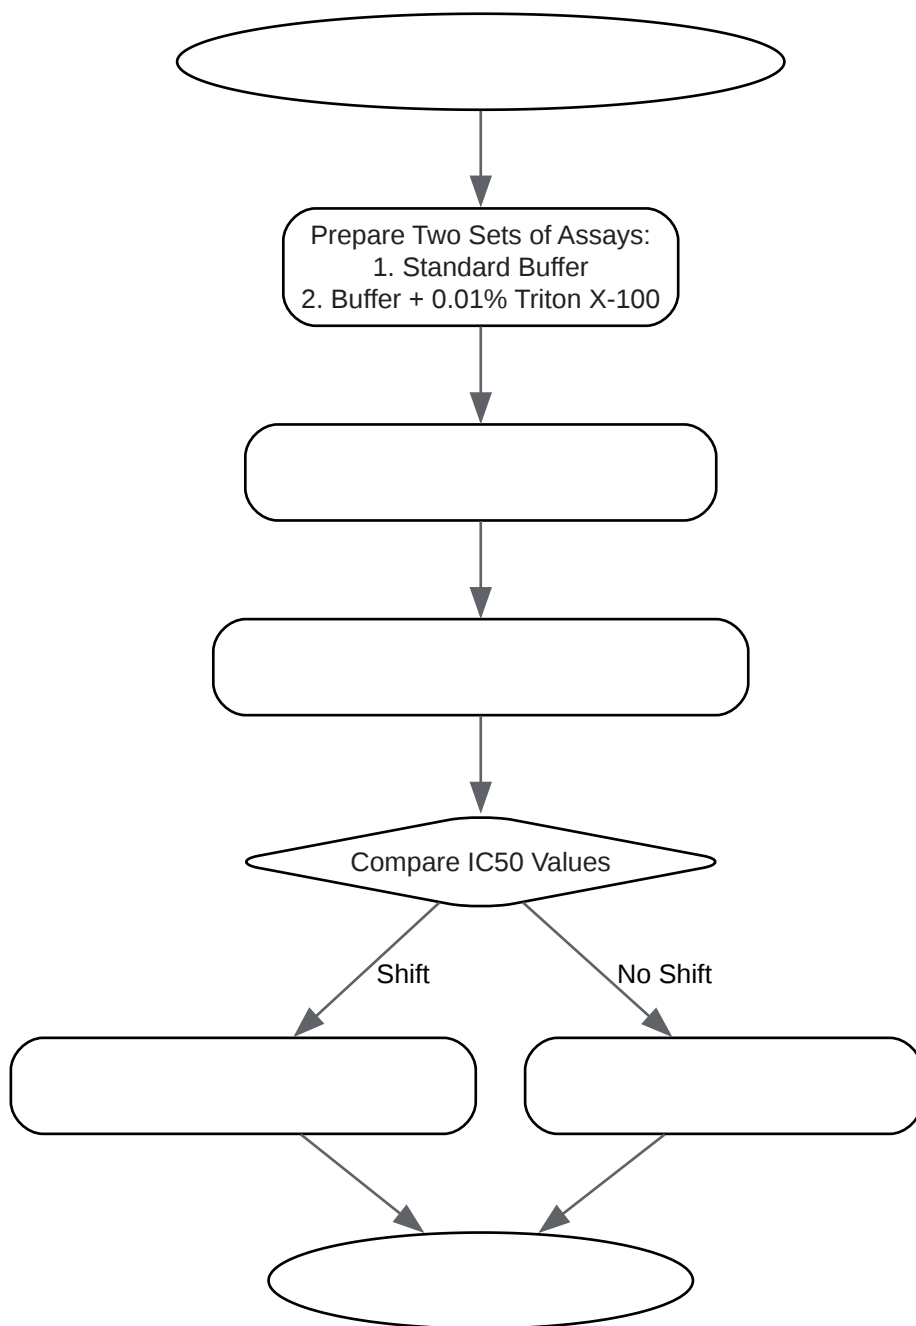 Prepare Two Sets of Assays:
1. Standard Buffer
2. Buffer + 0.01% Triton X-100
Compare IC50 Values
Shift
No Shift